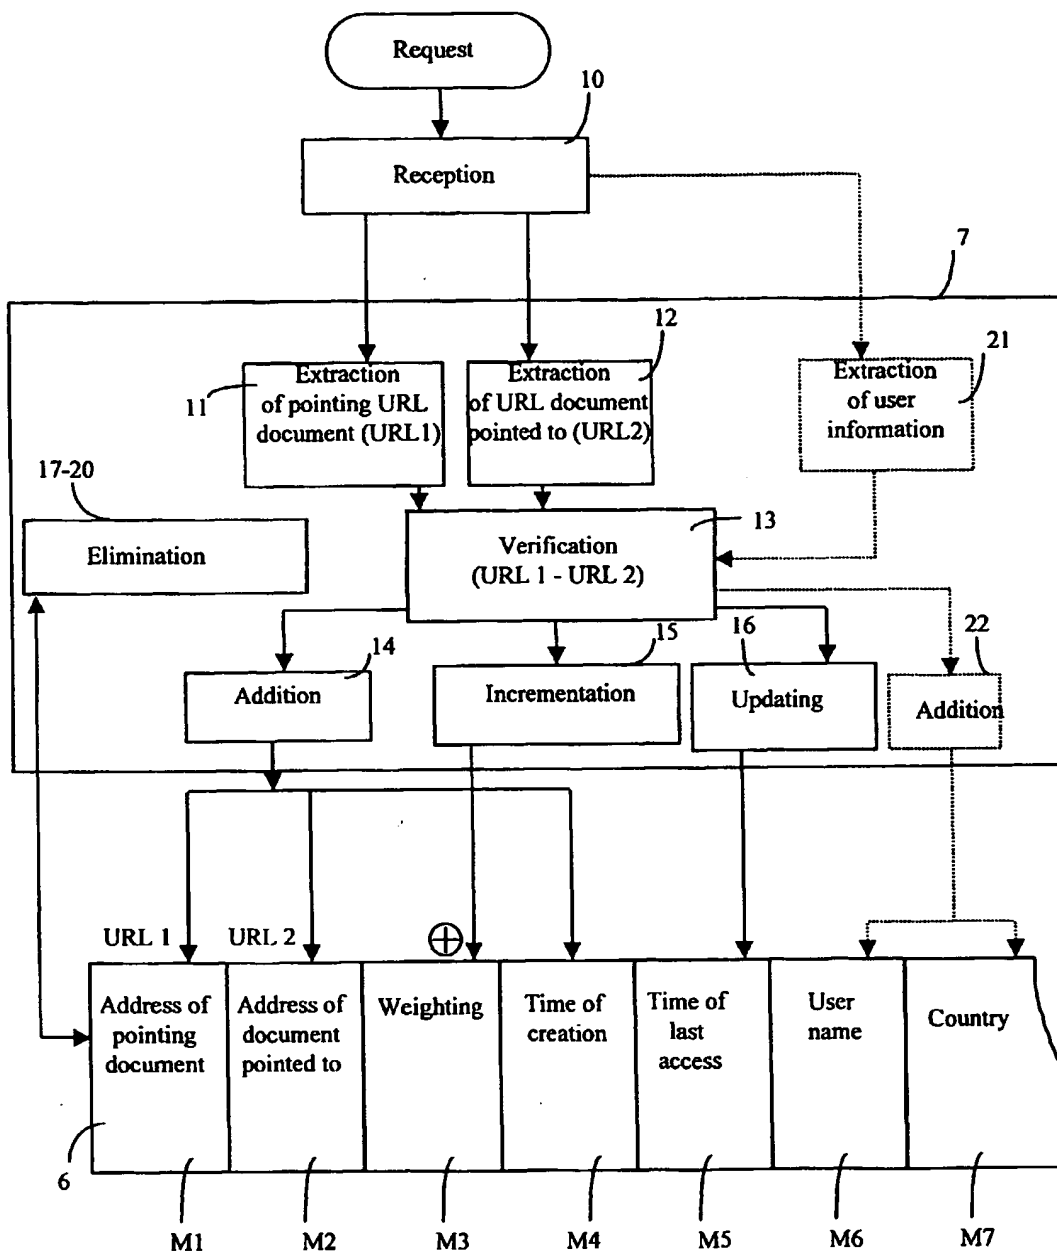 Request
10
Reception
7
12
21
Extraction
of pointing URL
document (URL1)
11
Extraction
of URL document
pointed to (URL2)
Extraction
of user
information
17-20
Elimination
13
Verification
(URL 1 - URL 2)
14
Addition
15
Incrementation
16
Updating
22
Addition
URL 1
URL 2
Address of
pointing
document
Address of
document
pointed to
Weighting
Time of
creation
Time of
last
access
User
name
Country
6
M1
M2
M3
M4
M5
M6
M7